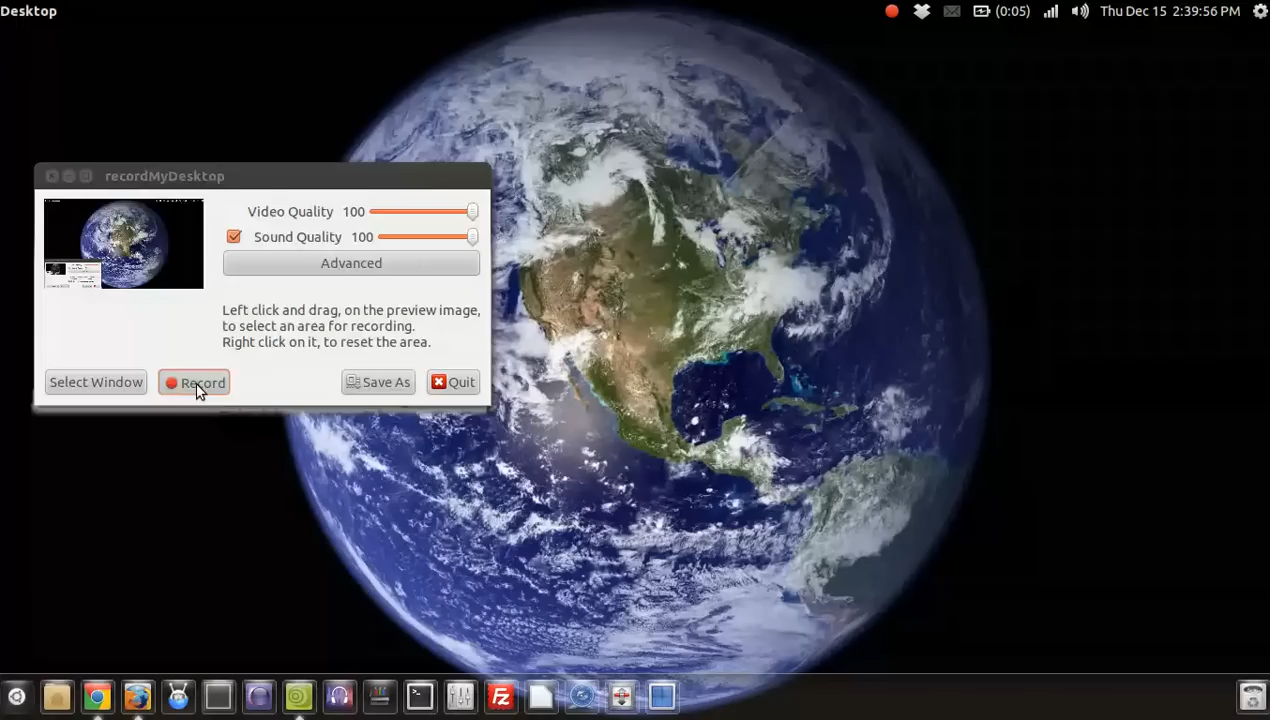 Desktop
(0:05)
Thu Dec 15 2:39:56 PM
recordMyDesktop
Video Quality 100
Sound Quality 100
Advanced
Left click and drag, on the preview image,
to select an area for recording.
Right click on it, to reset the area.
Select Window
Record
Save As
Quit
>_
FZ